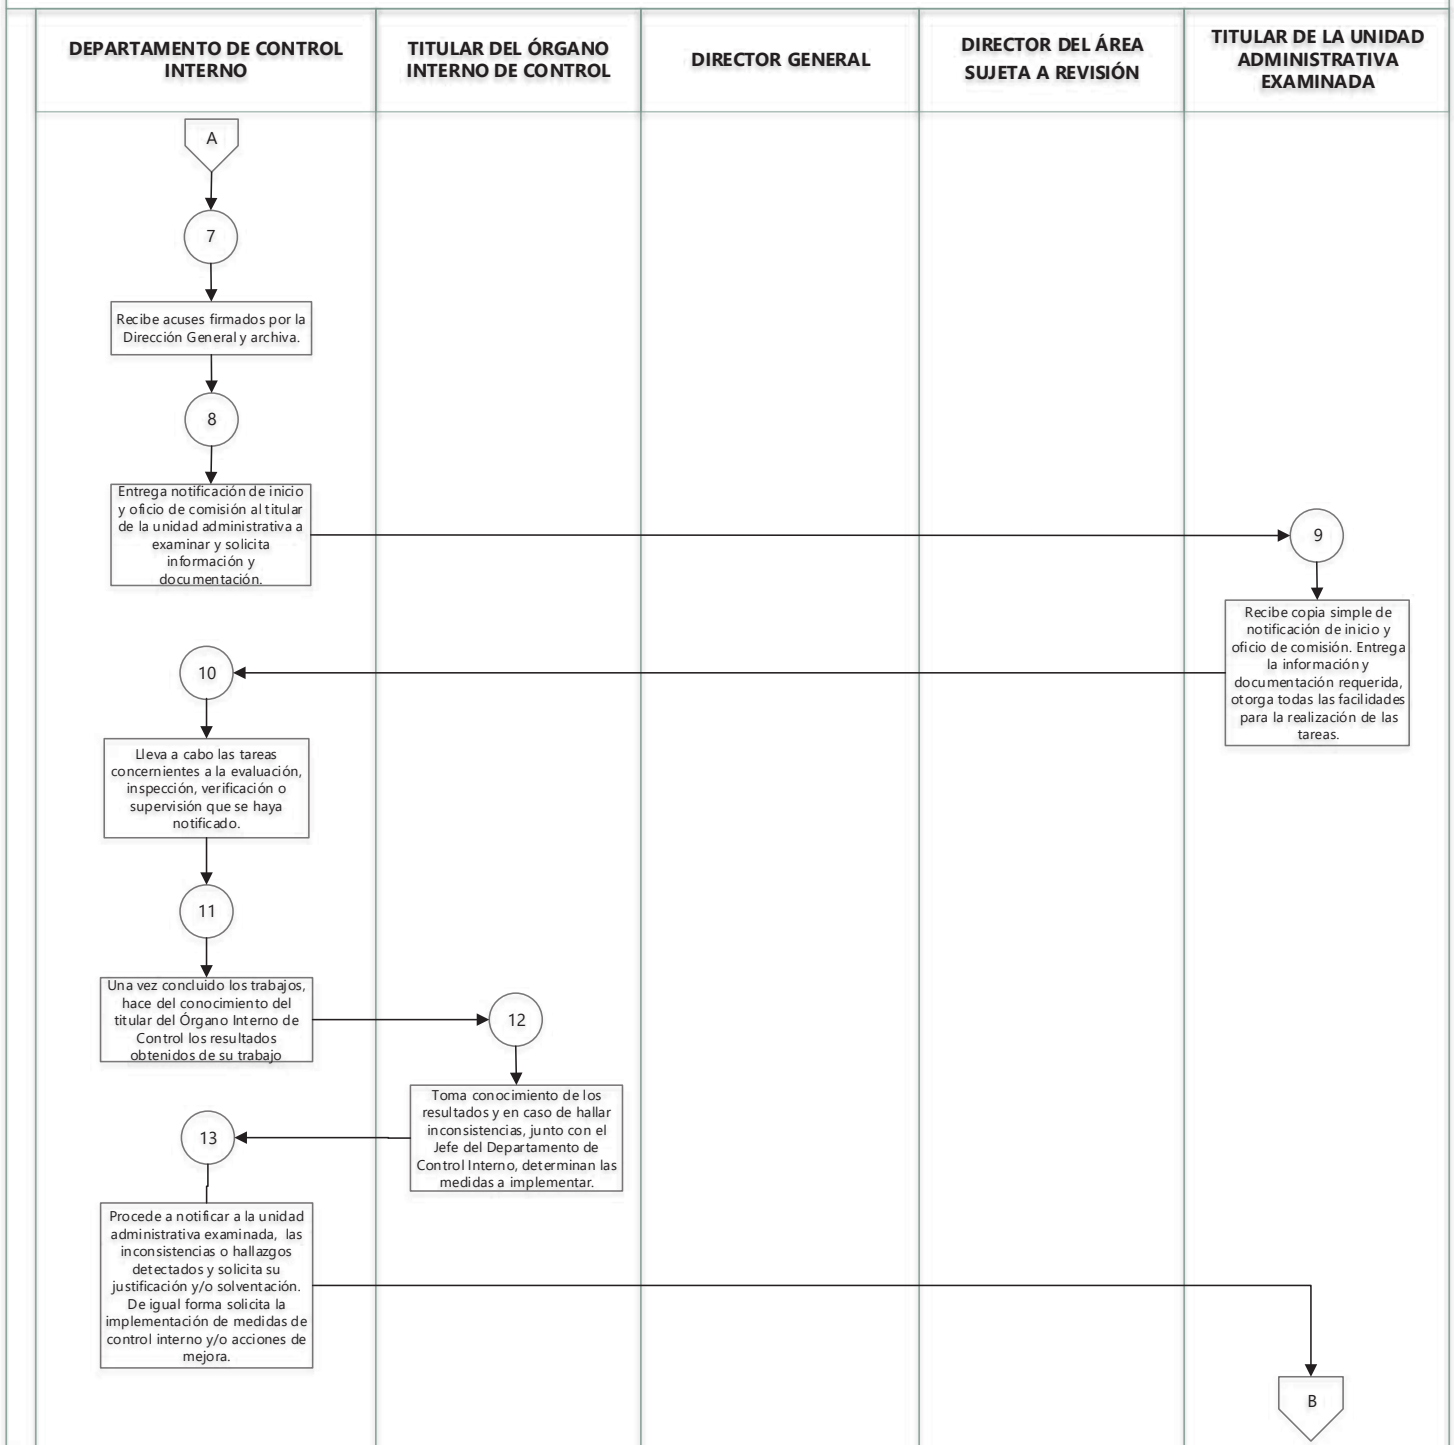 DEPARTAMENTO DE CONTROL
INTERNO
TITULAR DEL ÓRGANO
INTERNO DE CONTROL
DIRECTOR GENERAL
DIRECTOR DEL ÁREA
SUJETA A REVISIÓN
TITULAR DE LA UNIDAD
ADMINISTRATIVA
EXAMINADA
A
7
Recibe acuses firmados por la
Dirección General y archiva.
8
Entrega notificación de inicio
y oficio de comisión al titular
de la unidad administrativa a
examinar y solicita
información y
documentación.
9
Recibe copia simple de
notificación de inicio y
oficio de comisión. Entrega
la información y
documentación requerida,
otorga todas las facilidades
para la realización de las
tareas.
10
Lleva a cabo las tareas
concernientes a la evaluación,
inspección, verificación o
supervisión que se haya
notificado.
11
Una vez concluido los trabajos,
hace del conocimiento del
titular del Órgano Interno de
Control los resultados
obtenidos de su trabajo
12
Toma conocimiento de los
resultados y en caso de hallar
inconsistencias, junto con el
Jefe del Departamento de
Control Interno, determinan las
medidas a implementar.
13
Procede a notificar a la unidad
administrativa examinada, las
inconsistencias o hallazgos
detectados y solicita su
justificación y/o solventación.
De igual forma solicita la
implementación de medidas de
control interno y/o acciones de
mejora.
B